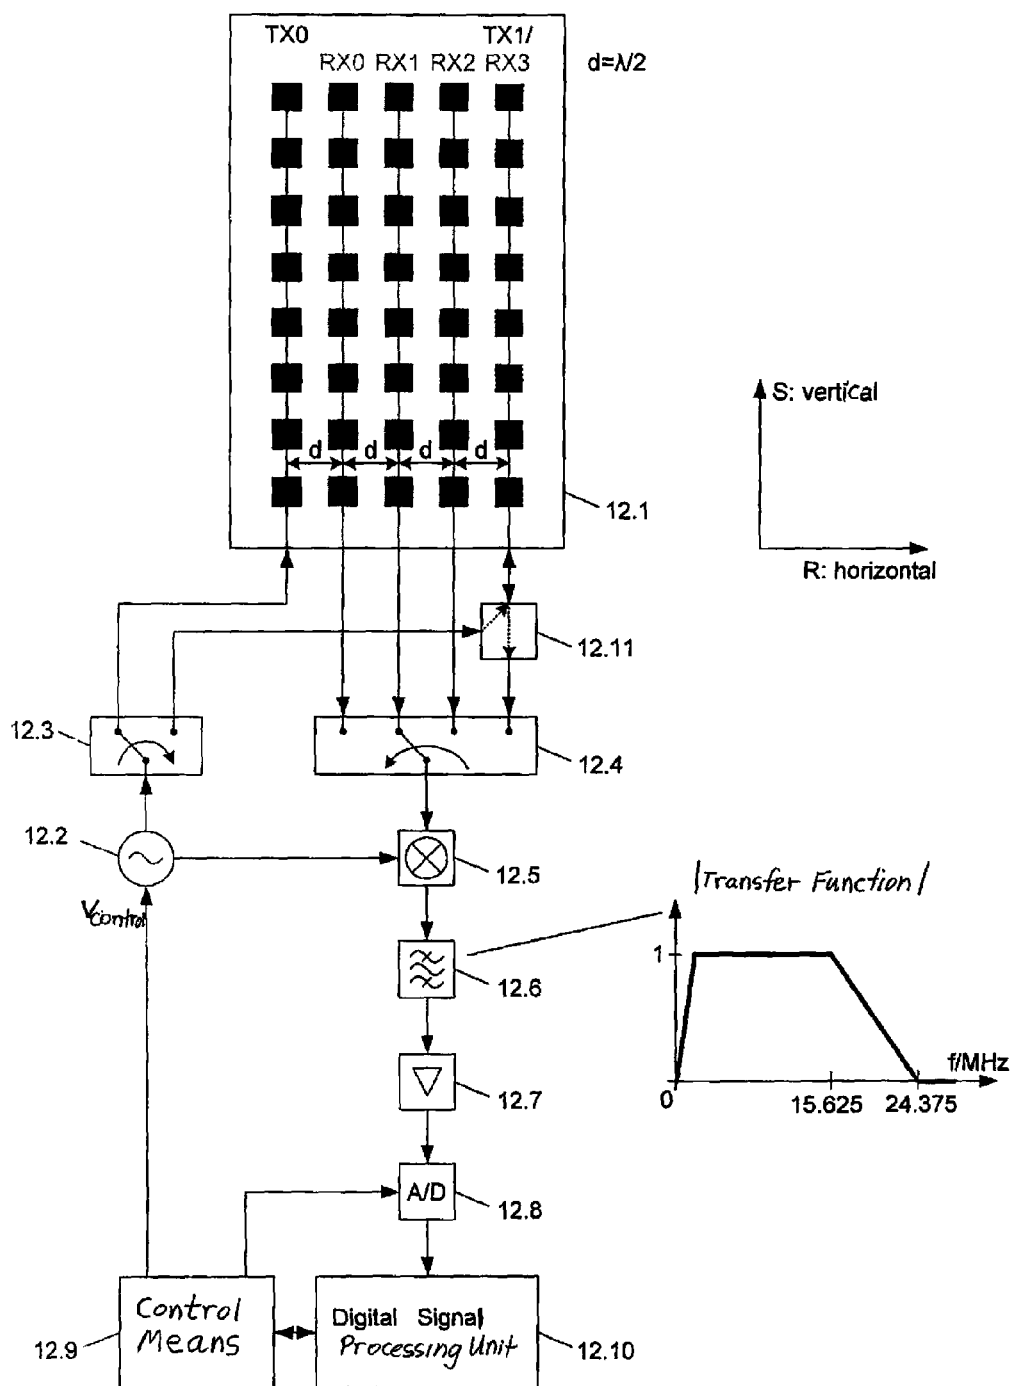 TX0 TX1/
RX0 RX1 RX2 RX3 d=λ/2
d d d d
12.1
S: vertical
R: horizontal
12.11
12.3
12.4
12.2
12.5
|Transfer Function|
Vcontrol
1
12.6
f/MHz
0 15.625 24.375
12.7
A/D
12.8
Control
Means
Digital Signal
Processing Unit
12.9
12.10